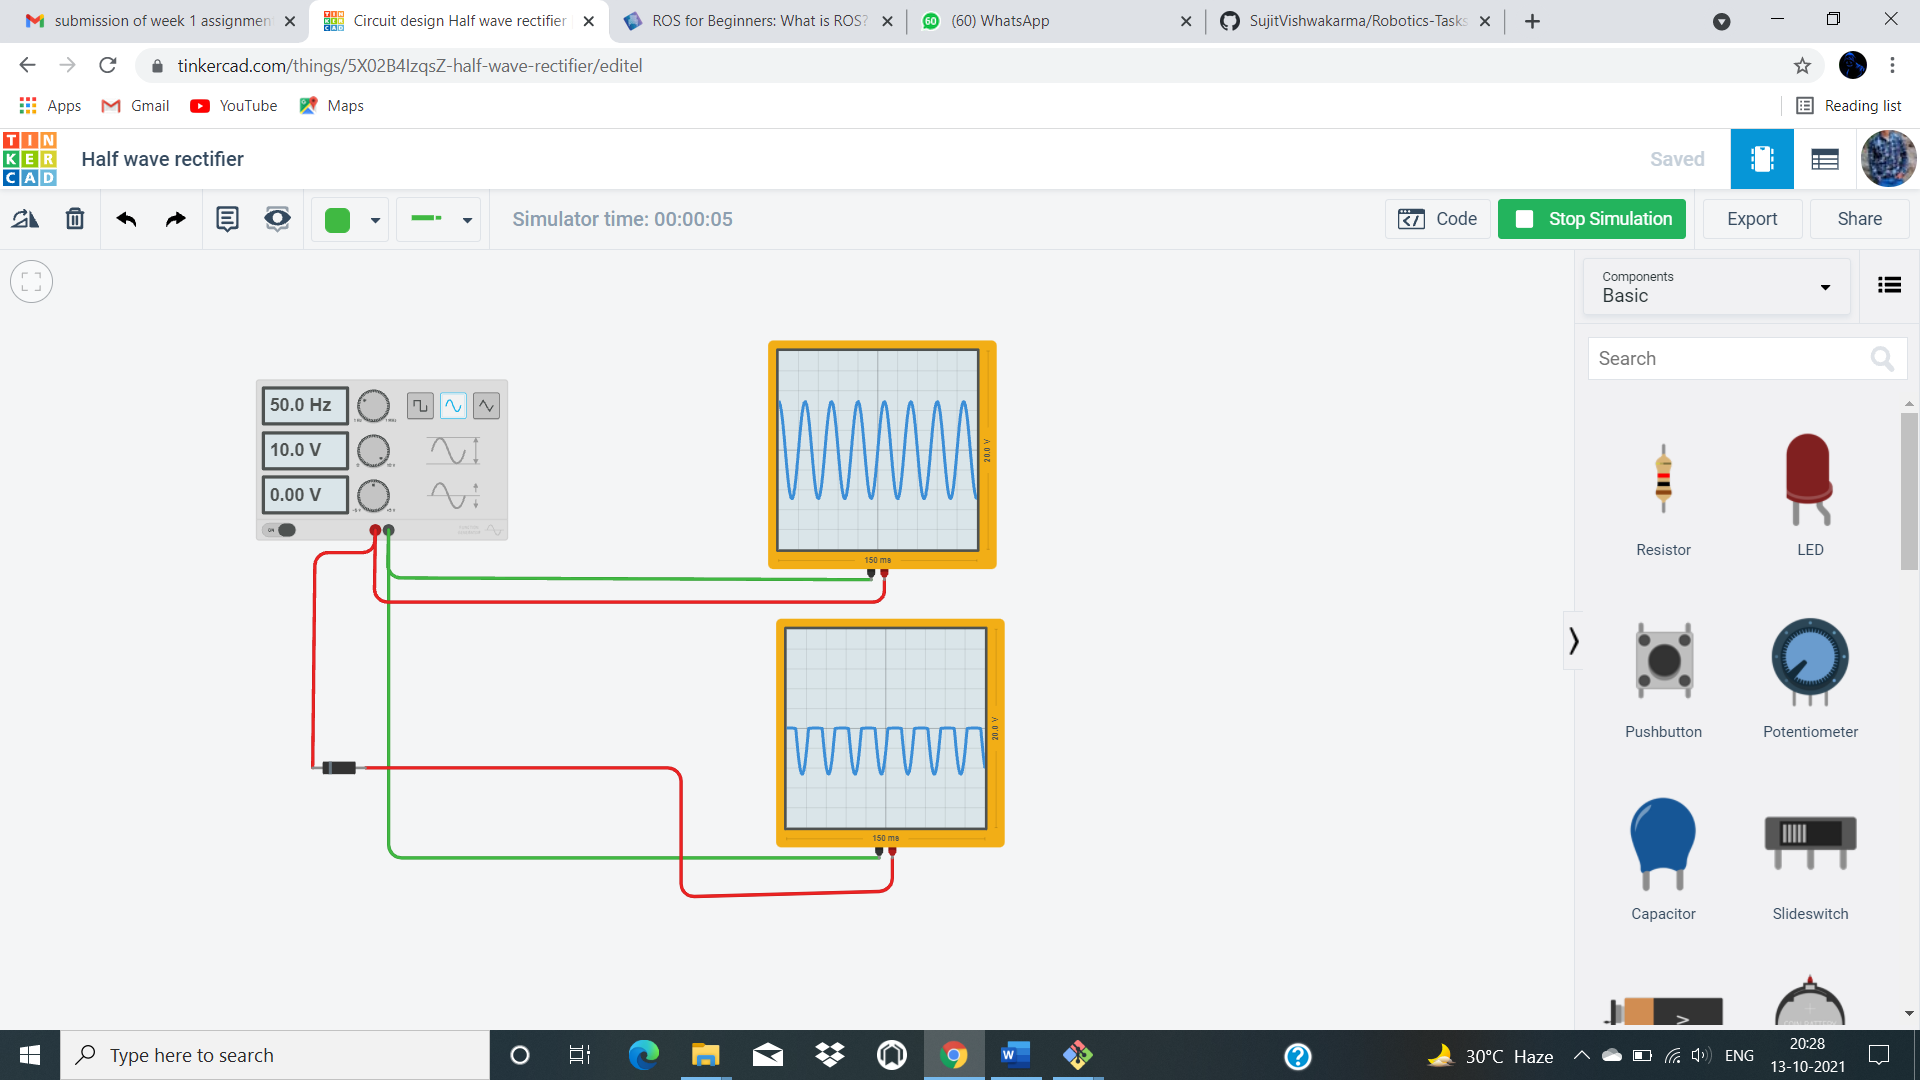 submission of week 1 assignmen
Circuit design Half wave rectifier
ROS for Beginners: What is ROS?
60
(60) WhatsApp
SujitVishwakarma/Robotics-Tasks
tinkercad.com/things/5X02B4IzqsZ-half-wave-rectifier/editel
Apps
Gmail
YouTube
Maps
Reading list
TIN
KER
CAD
Half wave rectifier
Saved
Simulator time: 00:00:05
Code
Stop Simulation
Export
Share
Components
Basic
Search
50.0 Hz
10.0 V
0.00 V
ON
20.0 V
150 ms
20.0 V
150 ms
Resistor
LED
Pushbutton
Potentiometer
Capacitor
Slideswitch
Type here to search
30°C Haze
ENG
20:28
13-10-2021